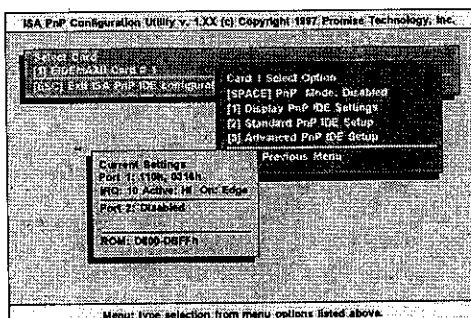 ISA PnP Configuration Utility v. 1.XX (c) Copyright 1997 Promise Technology, Inc.
Select Card
[1] EIDEMAXII Card # 1
[ESC] Exit ISA PnP IDE
Card 1 Select Option
[SPACE] PnP Mode: Disabled
[1] Display PnP IDE Settings
[2] Standard PnP IDE Setup
[3] Advanced PnP IDE Setup
Previous Menu
Current Settings
Port 1: 0316h
IRQ: 10 Active: HI On: Edge
Port 2: Disabled
ROM: D800-DBFFh
Menu: type selection from menu options listed above.